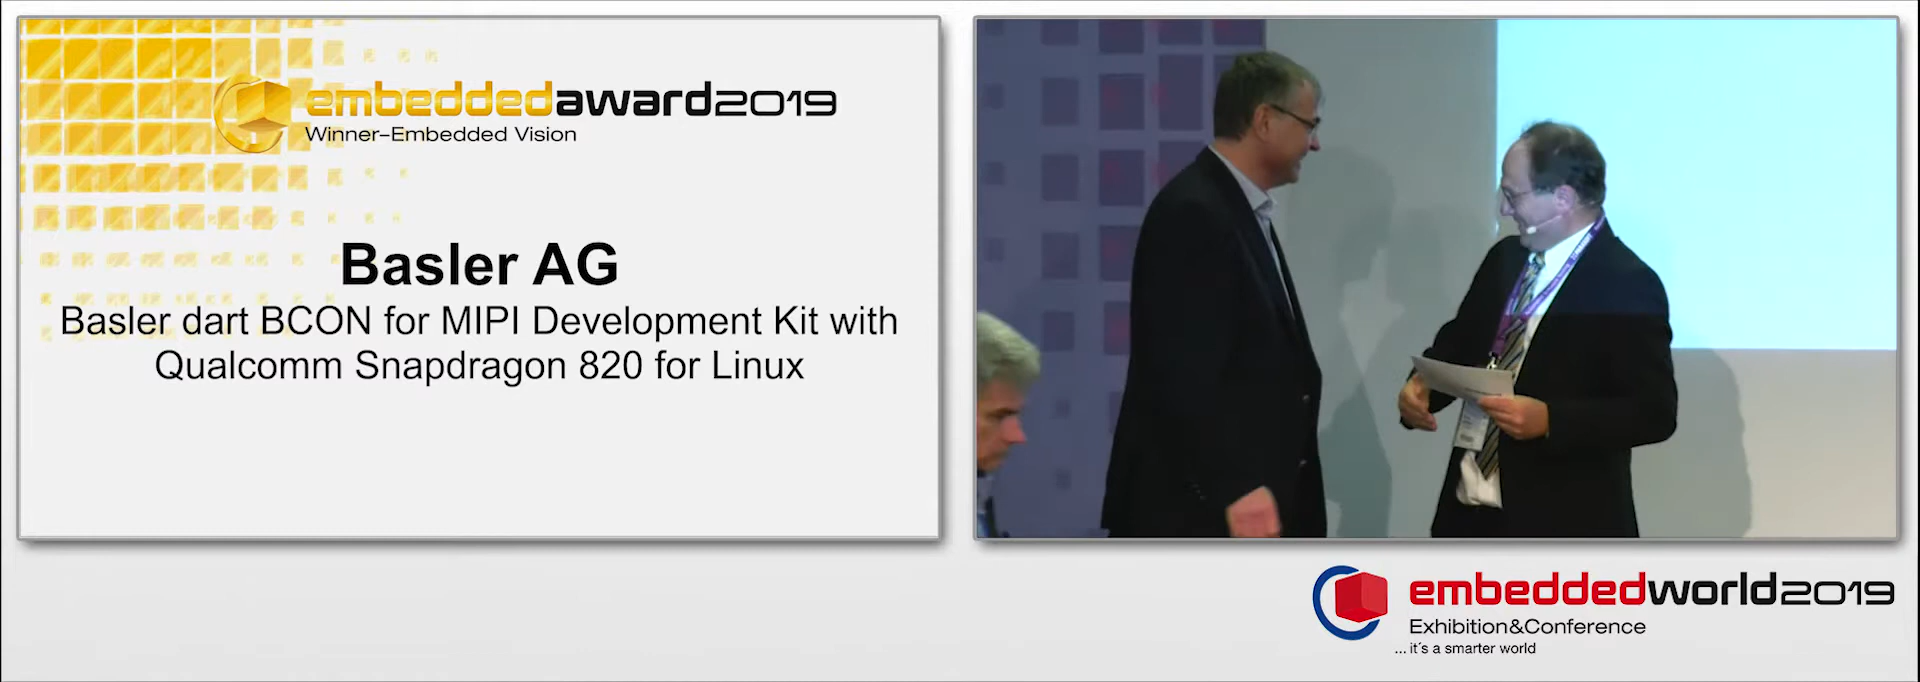 embeddedaward2019
Winner-Embedded Vision
Basler AG
Basler dart BCON for MIPI Development Kit with
Qualcomm Snapdragon 820 for Linux
embeddedworld2019
Exhibition&Conference
... it's a smarter world